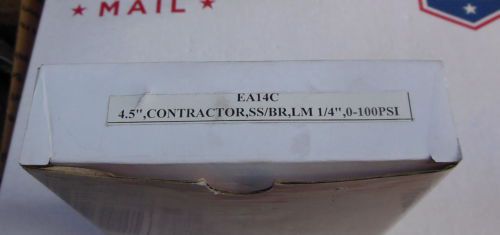 ★ MAIL ★
EA14C
4.5",CONTRACTOR,SS/BR,LM 1/4",0-100PSI